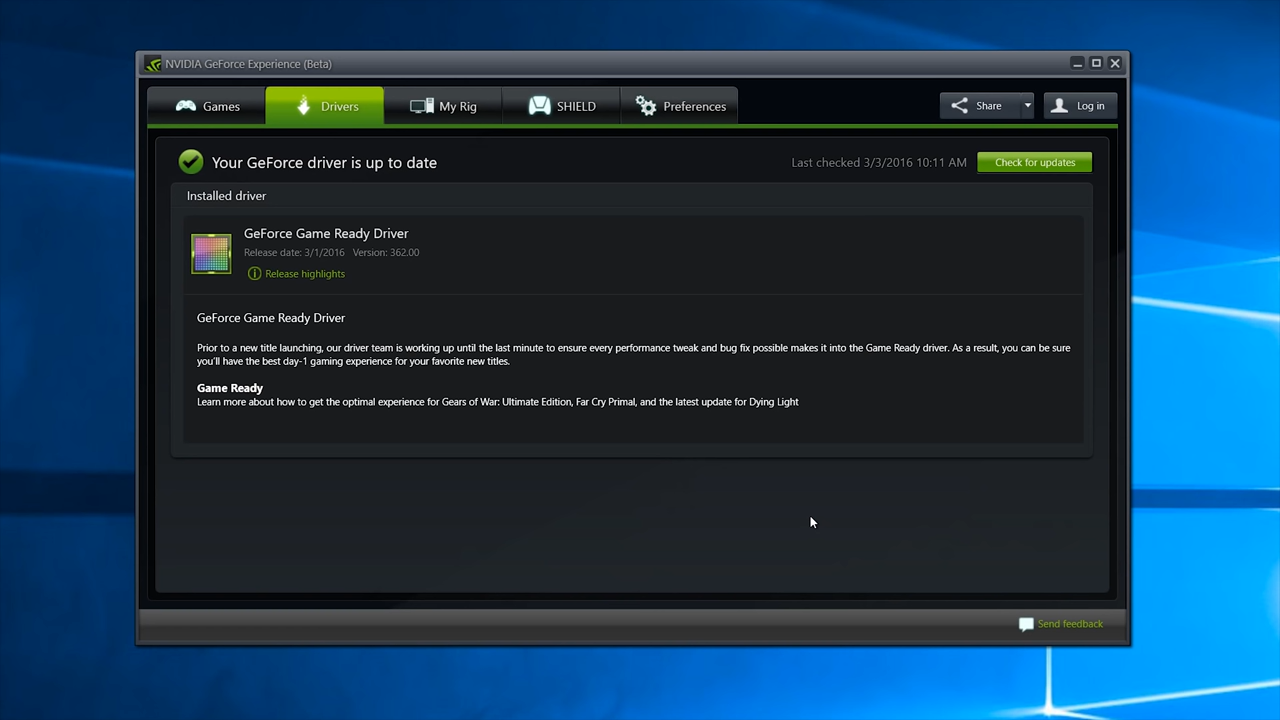 NVIDIA GeForce Experience (Beta)
Games Drivers My Rig SHIELD Preferences Share Log in
Your GeForce driver is up to date Last checked 3/3/2016 10:11 AM Check for updates
Installed driver
GeForce Game Ready Driver
Release date: 3/1/2016 Version: 362.00
Release highlights
GeForce Game Ready Driver
Prior to a new title launching, our driver team is working up until the last minute to ensure every performance tweak and bug fix possible makes it into the Game Ready driver. As a result, you can be sure
you'll have the best day-1 gaming experience for your favorite new titles.
Game Ready
Learn more about how to get the optimal experience for Gears of War: Ultimate Edition, Far Cry Primal, and the latest update for Dying Light
Send feedback